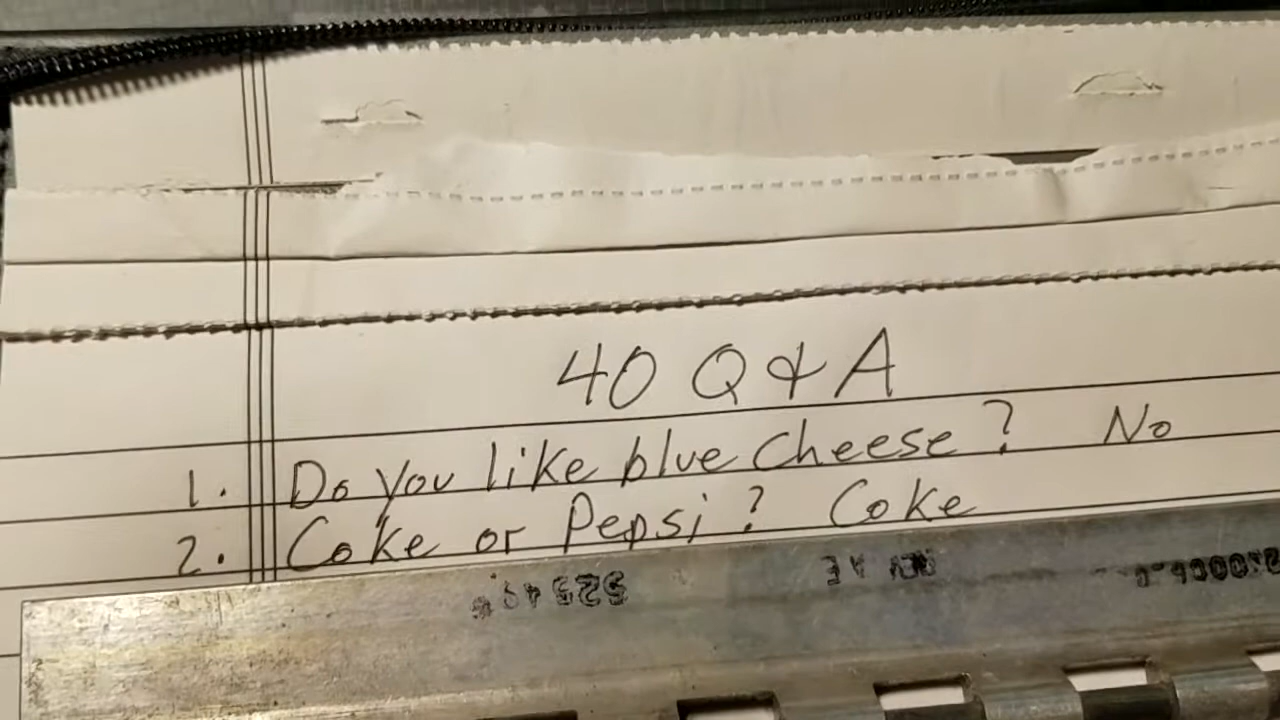 40 Q & A
1. Do you like blue cheese? No
2. Coke or Pepsi? Coke